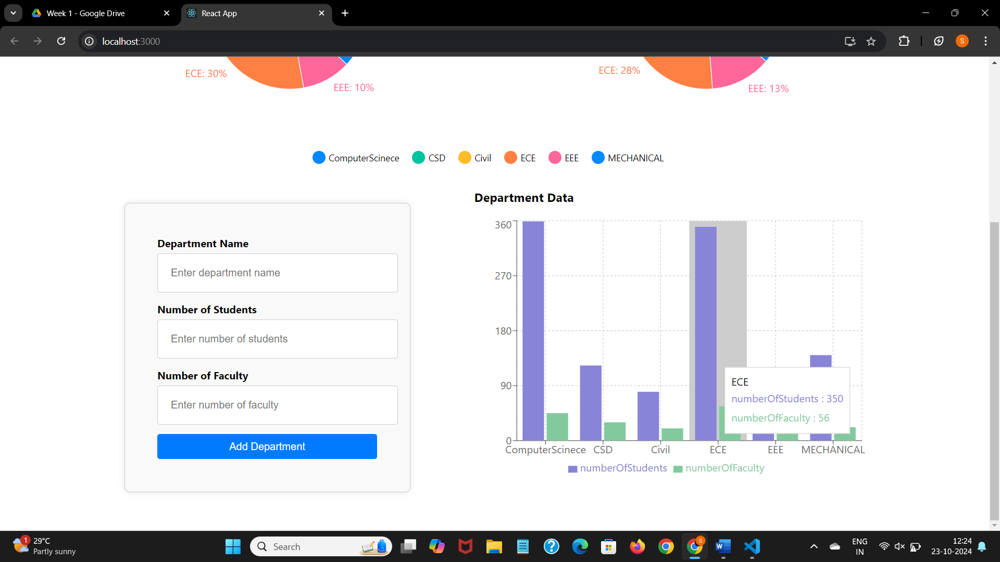 Week 1 - Google Drive
React App
localhost:3000
S
ECE: 30%
EEE: 10%
ECE: 28%
EEE: 13%
ComputerScinece
CSD
Civil
ECE
EEE
MECHANICAL
Department Name
Enter department name
Number of Students
Enter number of students
Number of Faculty
Enter number of faculty
Add Department
Department Data
360
270
180
90
0
ECE
numberOfStudents : 350
numberOfFaculty : 56
ComputerScinece
CSD
Civil
ECE
EEE
MECHANICAL
numberOfStudents
numberOfFaculty
1
29°C
Partly sunny
Search
S
W
ENG
IN
12:24
23-10-2024